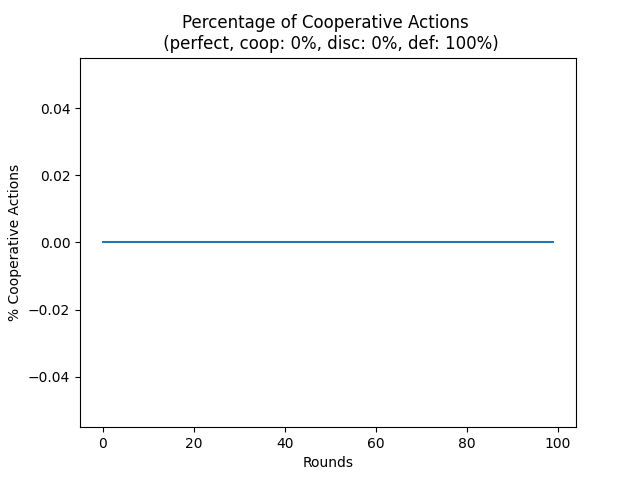 Percentage of Cooperative Actions
(perfect, coop: 0%, disc: 0%, def: 100%)
% Cooperative Actions
0.04
0.02
0.00
−0.02
−0.04
0 20 40 60 80 100
Rounds